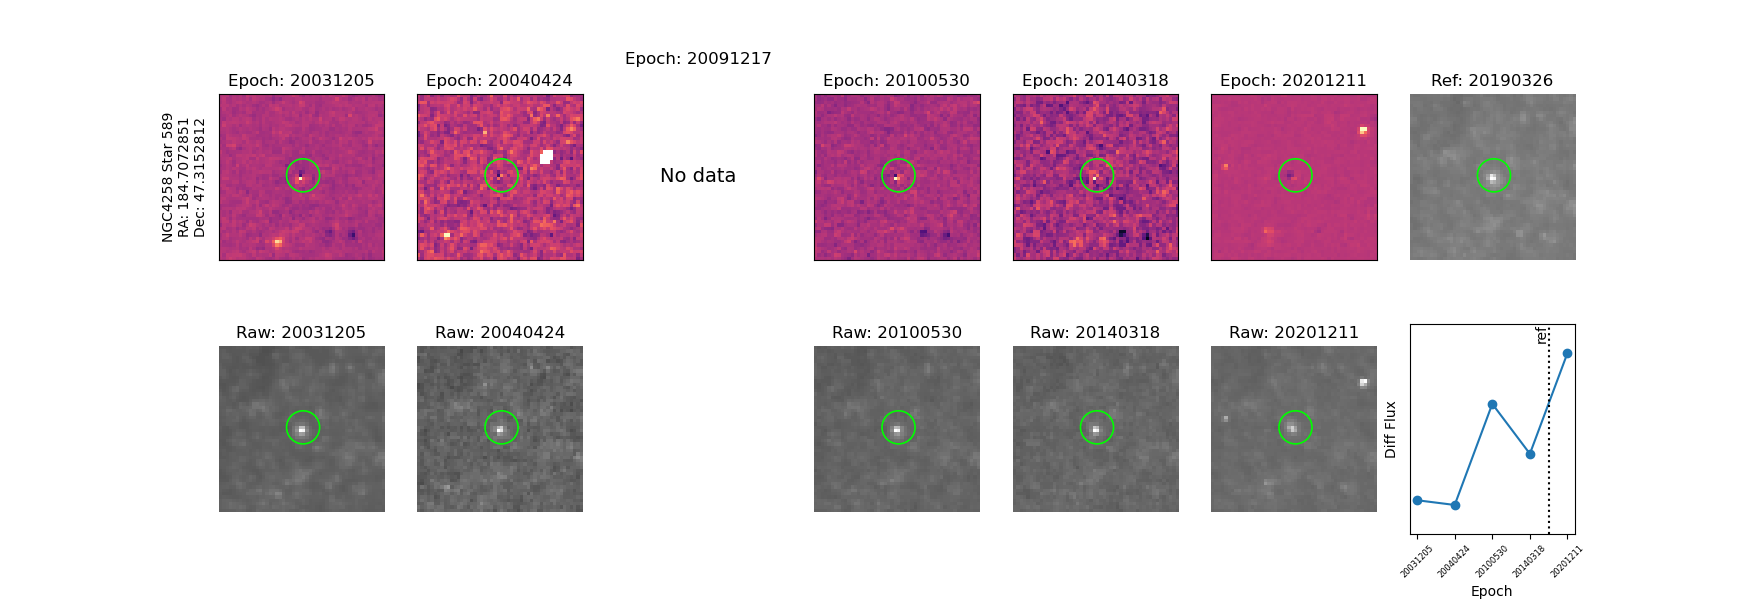 Epoch: 20091217
Epoch: 20031205
Epoch: 20040424
Epoch: 20100530
Epoch: 20140318
Epoch: 20201211
Ref: 20190326
NGC4258 Star 589
RA: 184.7072851
Dec: 47.3152812
No data
Raw: 20031205
Raw: 20040424
Raw: 20100530
Raw: 20140318
Raw: 20201211
ref
Diff Flux
20031205
20040424
20100530
20140318
20201211
Epoch